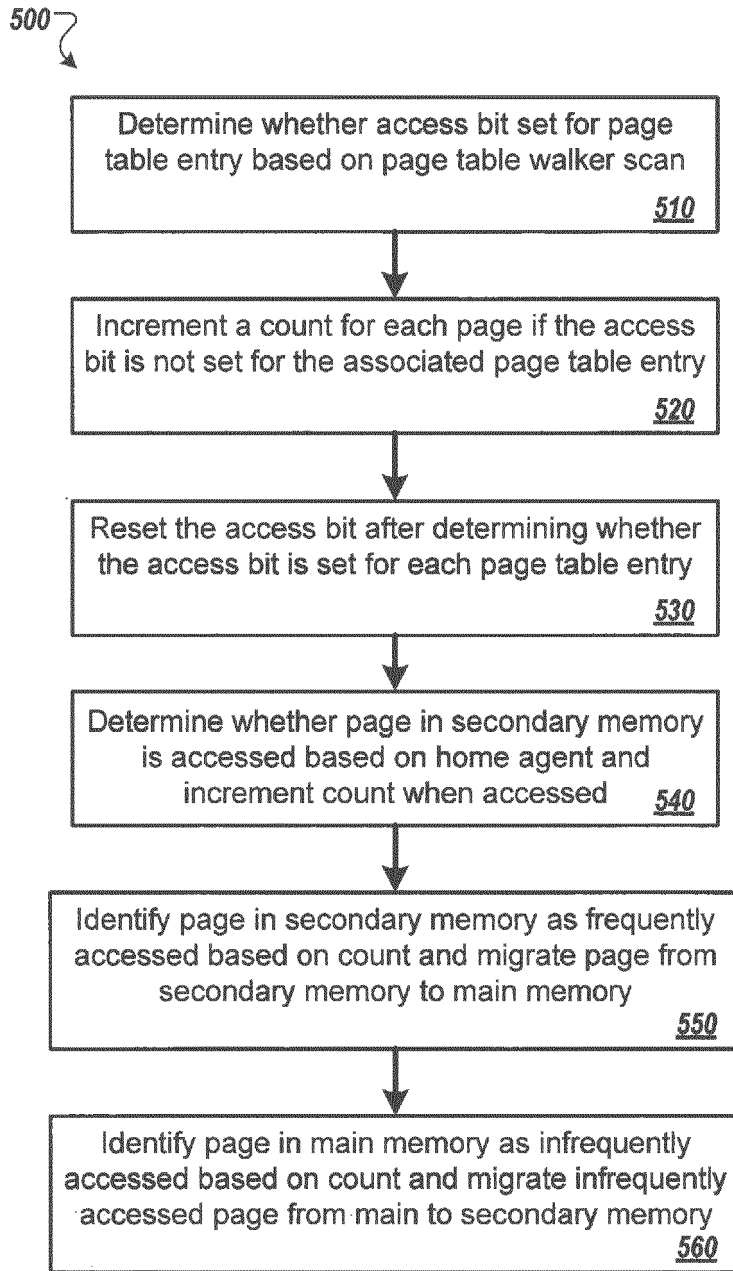 500
Determine whether access bit set for page
table entry based on page table walker scan
510
Increment a count for each page if the access
bit is not set for the associated page table entry
520
Reset the access bit after determining whether
the access bit is set for each page table entry
530
Determine whether page in secondary memory
is accessed based on home agent and
increment count when accessed
540
Identify page in secondary memory as frequently
accessed based on count and migrate page from
secondary memory to main memory
550
Identify page in main memory as infrequently
accessed based on count and migrate infrequently
accessed page from main to secondary memory
560